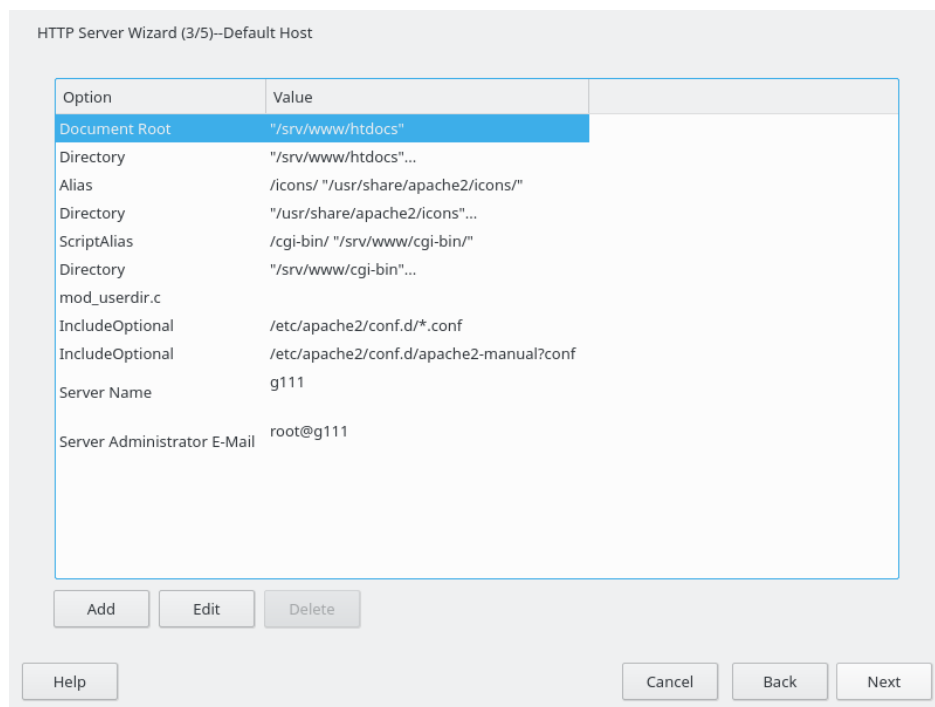 HTTP Server Wizard (3/5)--Default Host
Option Value
Document Root "/srv/www/htdocs"
Directory "/srv/www/htdocs"...
Alias /icons/ "/usr/share/apache2/icons/"
Directory "/usr/share/apache2/icons"...
ScriptAlias /cgi-bin/ "/srv/www/cgi-bin/"
Directory "/srv/www/cgi-bin"...
mod_userdir.c
IncludeOptional /etc/apache2/conf.d/*.conf
IncludeOptional /etc/apache2/conf.d/apache2-manual?conf
Server Name g111
Server Administrator E-Mail root@g111
Add Edit Delete
Help Cancel Back Next